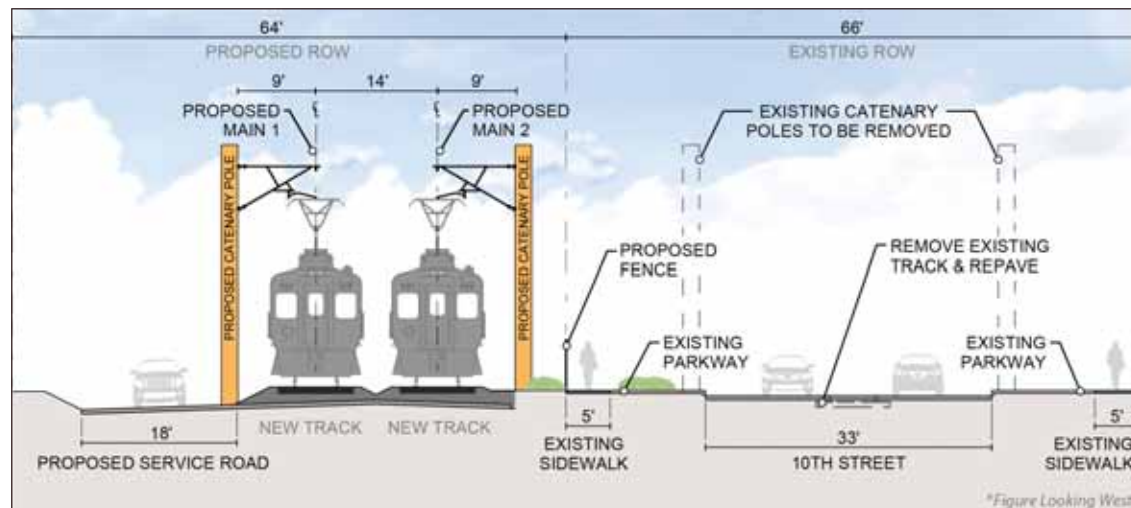 64'
66'
PROPOSED ROW
EXISTING ROW
9'
14'
9'
PROPOSED
MAIN 1
PROPOSED
MAIN 2
EXISTING CATENARY
POLES TO BE REMOVED
PROPOSED CATENARY POLE
PROPOSED CATENARY POLE
PROPOSED
FENCE
REMOVE EXISTING
TRACK & REPAVE
EXISTING
PARKWAY
EXISTING
PARKWAY
18'
NEW TRACK
NEW TRACK
5'
33'
5'
PROPOSED SERVICE ROAD
EXISTING
SIDEWALK
10TH STREET
EXISTING
SIDEWALK
*Figure Looking West